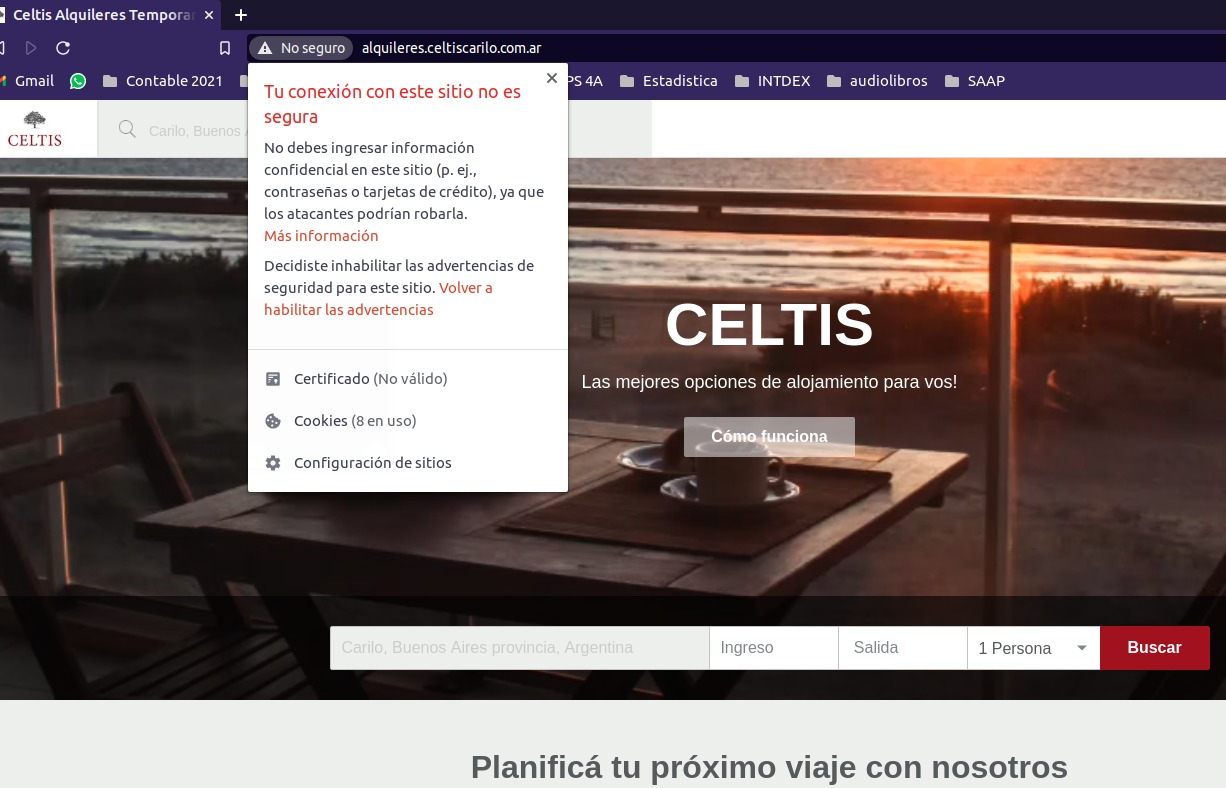 Celtis Alquileres Tempora
No seguro
alquileres.celtiscarilo.com.ar
Gmail
Contable 2021
PS 4A
Estadistica
INTDEX
audiolibros
SAAP
CELTIS
Carilo, Buenos
Tu conexión con este sitio no es
segura
No debes ingresar información
confidencial en este sitio (p. ej.,
contraseñas o tarjetas de crédito), ya que
los atacantes podrían robarla.
Más información
Decidiste inhabilitar las advertencias de
seguridad para este sitio. Volver a
habilitar las advertencias
Certificado (No válido)
Cookies (8 en uso)
Configuración de sitios
CELTIS
Las mejores opciones de alojamiento para vos!
Cómo funciona
Carilo, Buenos Aires provincia, Argentina
Ingreso
Salida
1 Persona
Buscar
Planificá tu próximo viaje con nosotros